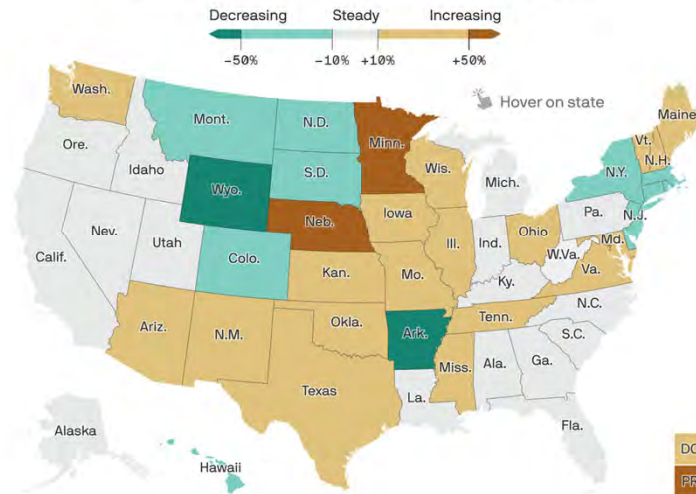 Decreasing Steady Increasing
−50% −10% +10% +50%
Hover on state
Wash.
Maine
Mont.
N.D.
Minn.
Vt.
Ore.
N.H.
Idaho
S.D.
Wis.
N.Y.
Wyo.
Mich.
Neb.
Iowa
Pa.
N.J.
Nev.
Utah
Ill.
Ind.
Ohio
Md.
Calif.
Colo.
Kan.
Mo.
W.Va.
Va.
Ky.
N.C.
Ariz.
N.M.
Okla.
Ark.
Tenn.
S.C.
Miss.
Ala.
Ga.
Texas
La.
Fla.
Alaska
Hawaii